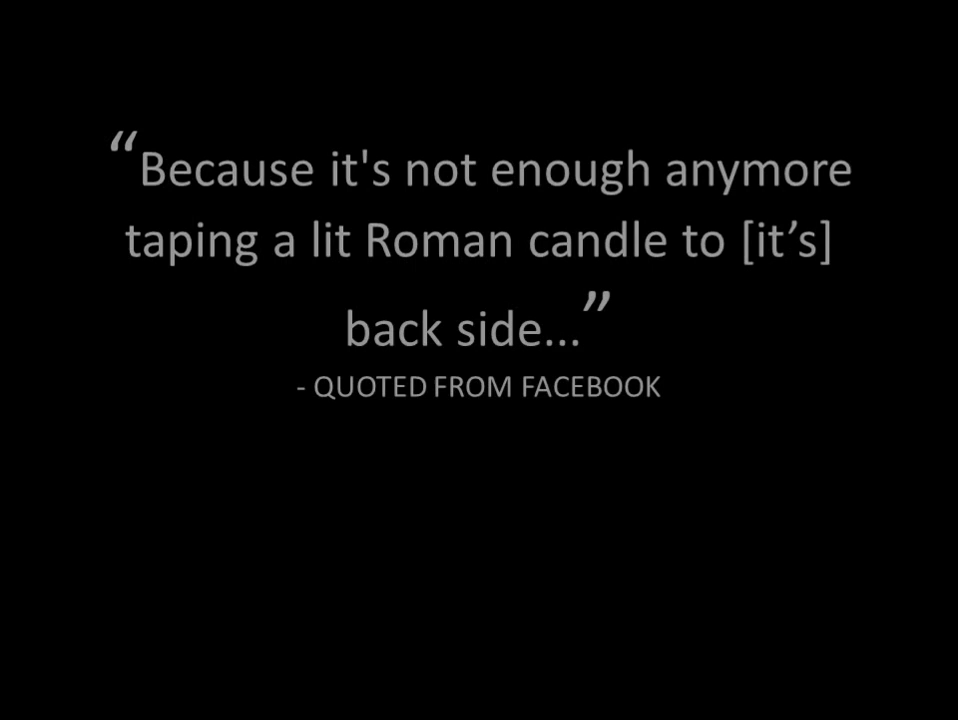 “Because it's not enough anymore
taping a lit Roman candle to [it’s]
back side...”
- QUOTED FROM FACEBOOK